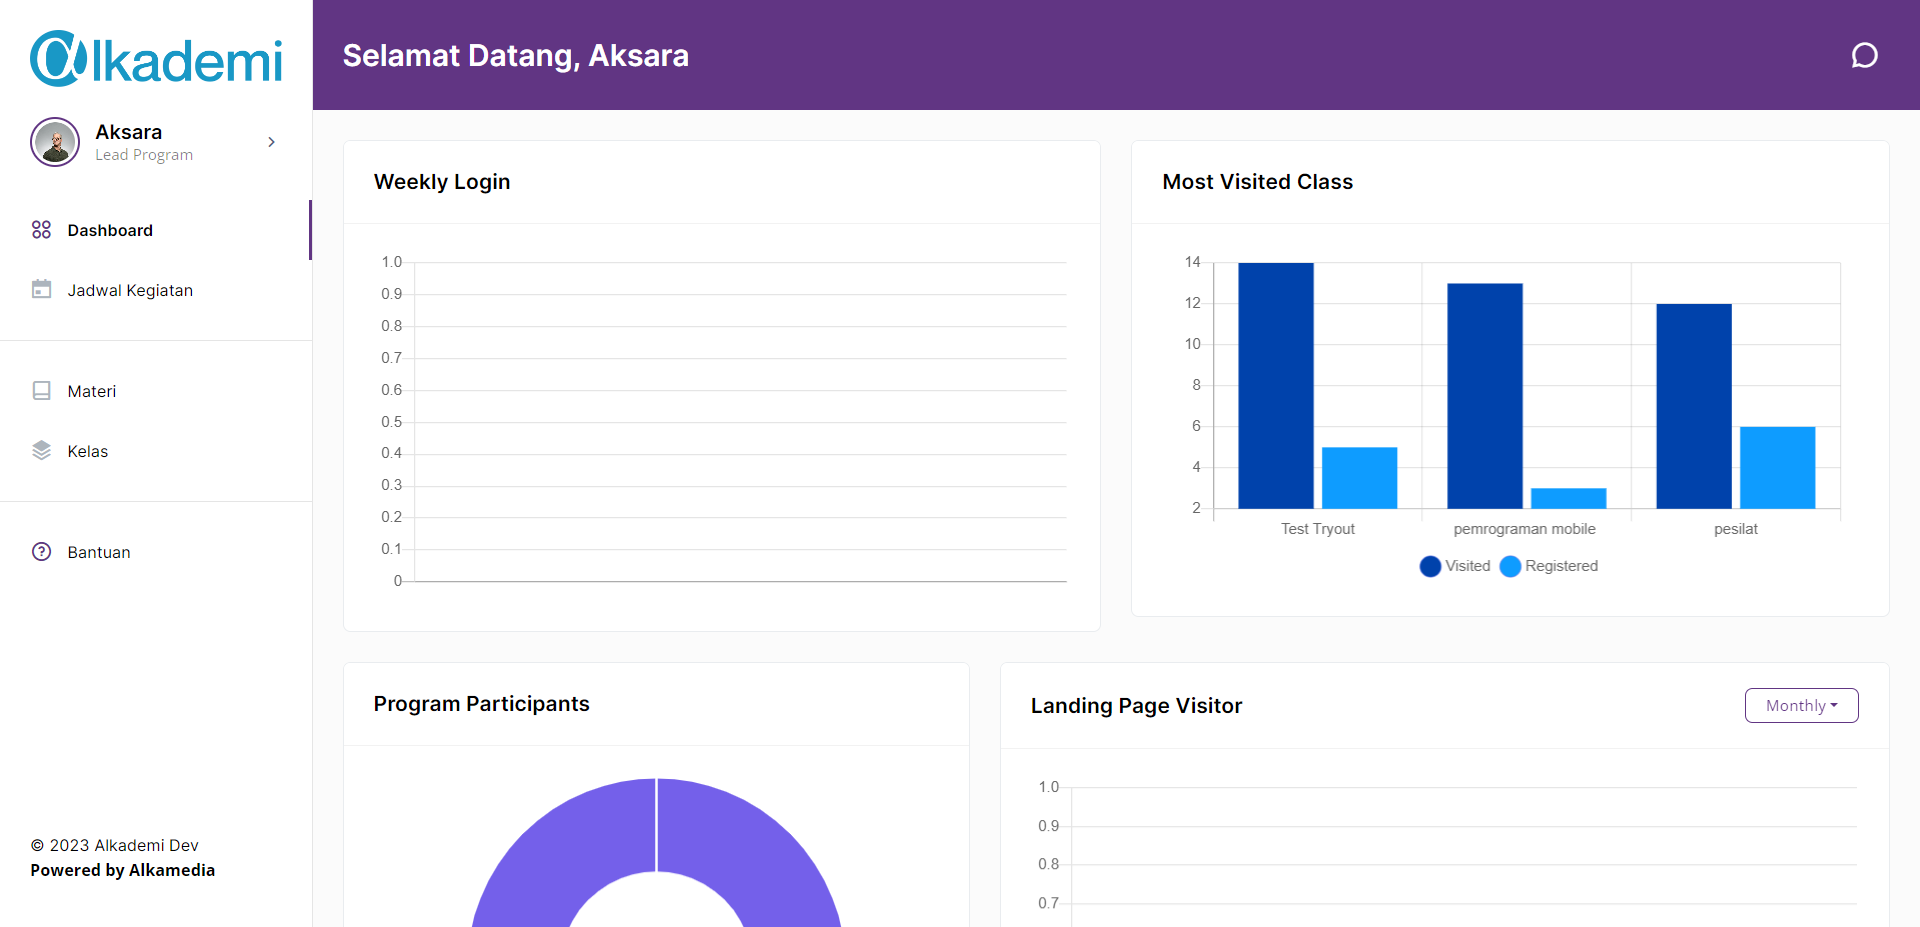 alkademi
Aksara
Lead Program
Dashboard
Jadwal Kegiatan
Materi
Kelas
Bantuan
© 2023 Alkademi Dev
Powered by Alkamedia
Selamat Datang, Aksara
Weekly Login
1.0
0.9
0.8
0.7
0.6
0.5
0.4
0.3
0.2
0.1
0
Most Visited Class
14
12
10
8
6
4
2
Test Tryout pemrograman mobile pesilat
Visited Registered
Program Participants
Landing Page Visitor
Monthly
1.0
0.9
0.8
0.7